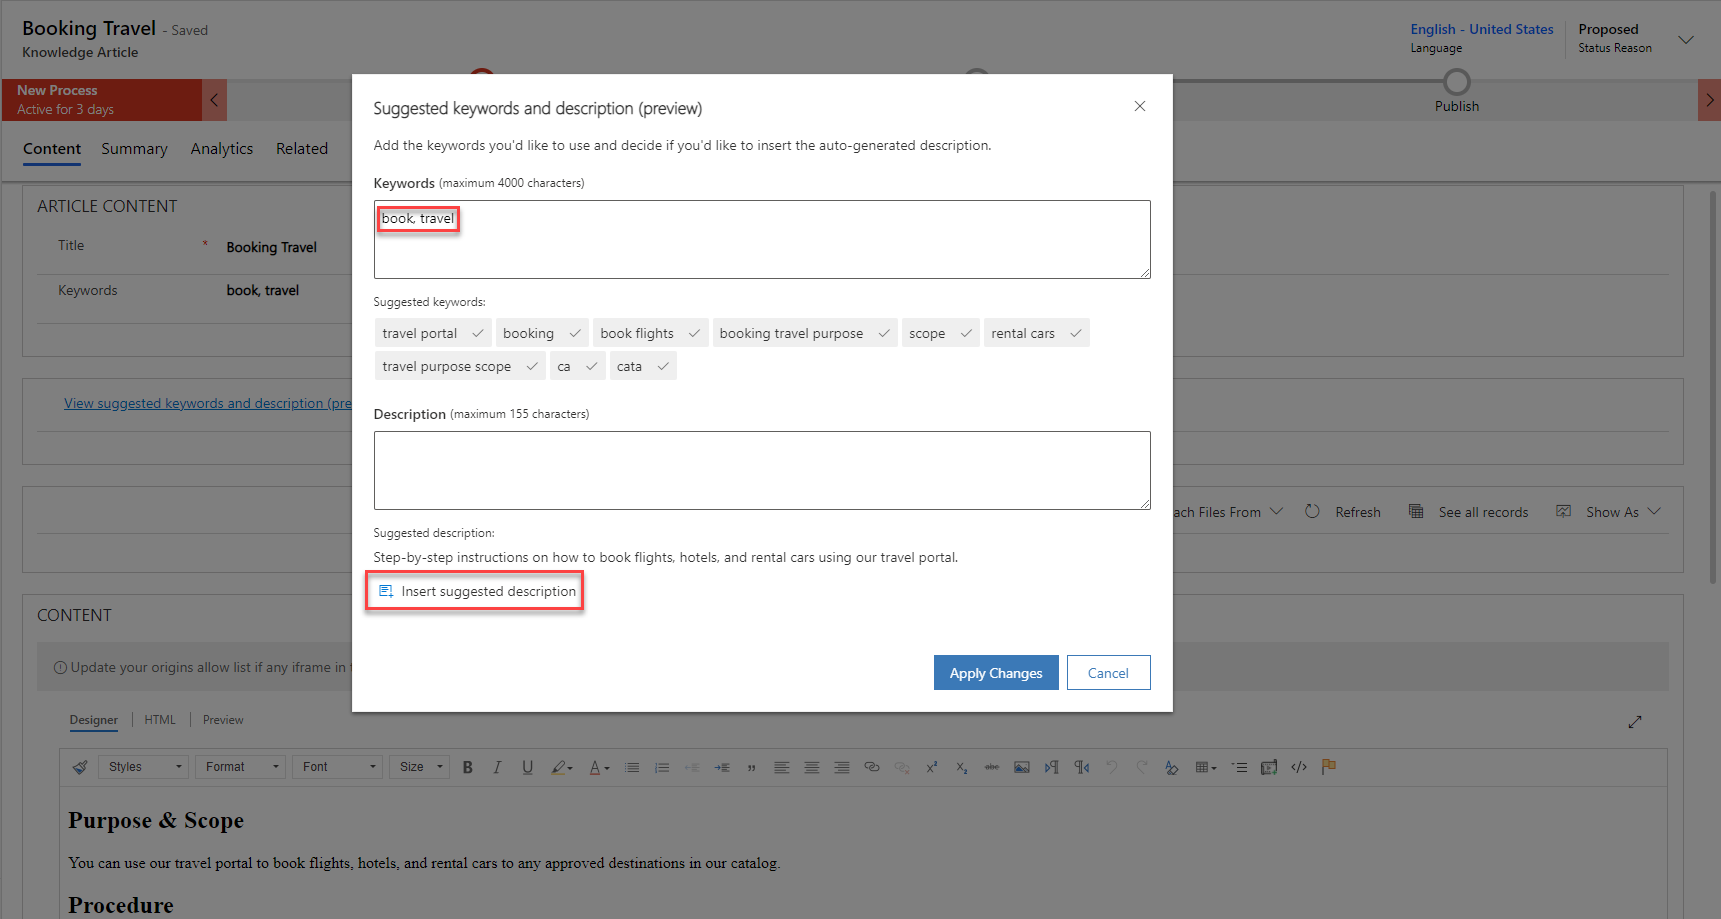 Booking Travel - Saved
Knowledge Article
English - United States
Language
Proposed
Status Reason
New Process
Active for 3 days
Publish
Content Summary Analytics Related
ARTICLE CONTENT
Title * Booking Travel
Keywords book, travel
View suggested keywords and description (pre
Suggested keywords and description (preview)
Add the keywords you'd like to use and decide if you'd like to insert the auto-generated description.
Keywords (maximum 4000 characters)
book, travel
Suggested keywords:
travel portal booking book flights booking travel purpose scope rental cars
travel purpose scope ca cata
Description (maximum 155 characters)
Suggested description:
Step-by-step instructions on how to book flights, hotels, and rental cars using our travel portal.
Insert suggested description
Apply Changes Cancel
ach Files From Refresh See all records Show As
CONTENT
Update your origins allow list if any iframe in
Designer HTML Preview
Styles Format Font Size B I U A
Purpose & Scope
You can use our travel portal to book flights, hotels, and rental cars to any approved destinations in our catalog.
Procedure